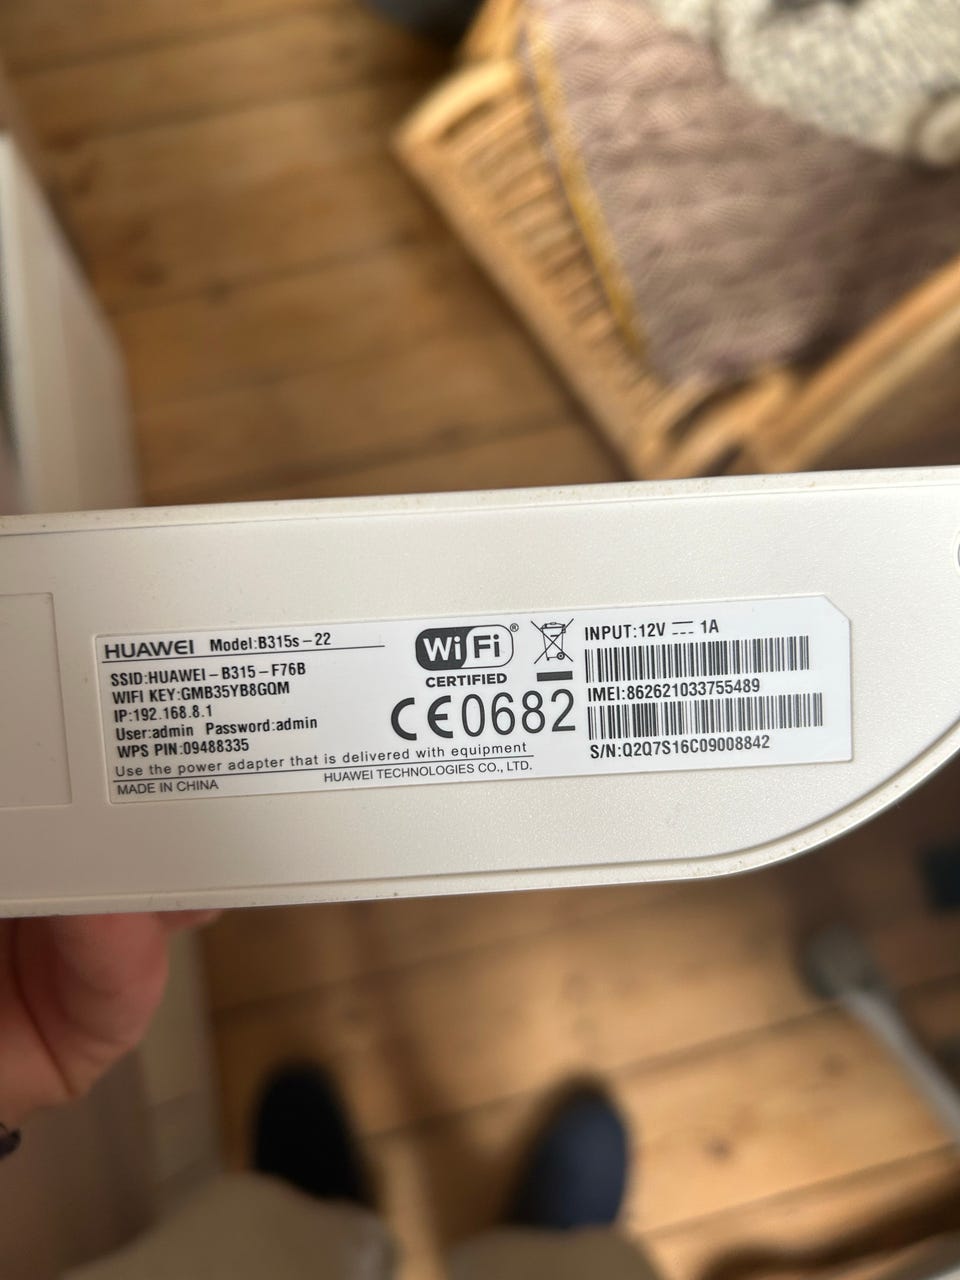 HUAWEI Model:B315s-22
SSID:HUAWEI-B315-F76B
WIFI KEY:GMB35YB8GQM
IP:192.168.8.1
User:admin Password:admin
WPS PIN:09488335
Use the power adapter that is delivered with equipment
MADE IN CHINA HUAWEI TECHNOLOGIES CO., LTD.
Wi Fi ®
CERTIFIED
CE0682
INPUT:12V ⎓ 1A
IMEI:862621033755489
S/N:Q2Q7S16C09008842